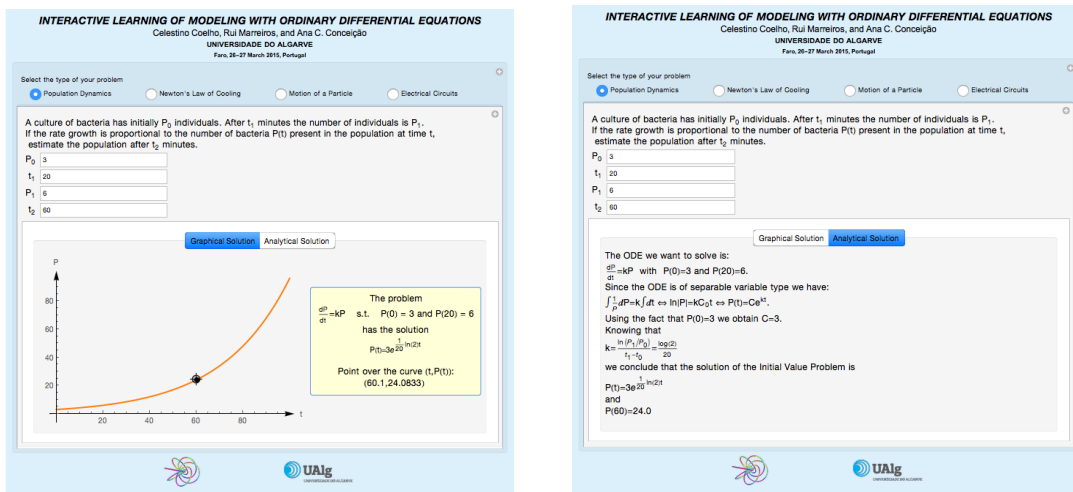 INTERACTIVE LEARNING OF MODELING WITH ORDINARY DIFFERENTIAL EQUATIONS
Celestino Coelho, Rui Marreiros, and Ana C. Conceição
UNIVERSIDADE DO ALGARVE
Faro, 26-27 March 2015, Portugal
Select the type of your problem
Population Dynamics Newton's Law of Cooling Motion of a Particle Electrical Circuits
A culture of bacteria has initially P₀ individuals. After t₁ minutes the number of individuals is P₁.
If the rate growth is proportional to the number of bacteria P(t) present in the population at time t,
estimate the population after t₂ minutes.
P₀ 3
t₁ 20
P₁ 6
t₂ 60
Graphical Solution Analytical Solution
P
80
60
40
20
20 40 60 80 t
The problem
dP/dt=kP s.t. P(0) = 3 and P(20) = 6
has the solution
P(t)=3e^(1/20 ln(2)t)
Point over the curve (t,P(t)):
(60.1,24.0833)
UAlg
UNIVERSIDADE DO ALGARVE
INTERACTIVE LEARNING OF MODELING WITH ORDINARY DIFFERENTIAL EQUATIONS
Celestino Coelho, Rui Marreiros, and Ana C. Conceição
UNIVERSIDADE DO ALGARVE
Faro, 26-27 March 2015, Portugal
Select the type of your problem
Population Dynamics Newton's Law of Cooling Motion of a Particle Electrical Circuits
A culture of bacteria has initially P₀ individuals. After t₁ minutes the number of individuals is P₁.
If the rate growth is proportional to the number of bacteria P(t) present in the population at time t,
estimate the population after t₂ minutes.
P₀ 3
t₁ 20
P₁ 6
t₂ 60
Graphical Solution Analytical Solution
The ODE we want to solve is:
dP/dt=kP with P(0)=3 and P(20)=6.
Since the ODE is of separable variable type we have:
∫1/P dP=k∫dt ⇔ ln|P|=kC₀t ⇔ P(t)=Ce^kt.
Using the fact that P(0)=3 we obtain C=3.
Knowing that
k=ln(P₁/P₀)/(t₁-t₀)=log(2)/20
we conclude that the solution of the Initial Value Problem is
P(t)=3e^(1/20 ln(2)t)
and
P(60)=24.0
UAlg
UNIVERSIDADE DO ALGARVE